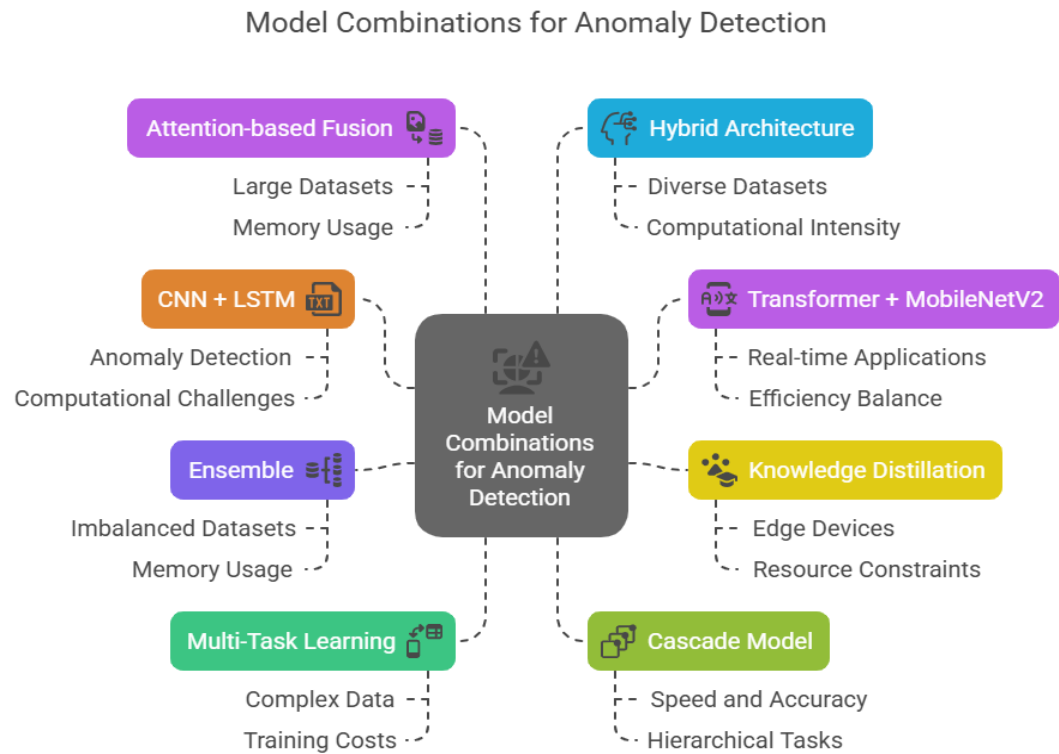 Model Combinations for Anomaly Detection
Attention-based Fusion
Large Datasets
Memory Usage
CNN + LSTM
TXT
Anomaly Detection
Computational Challenges
Ensemble
Imbalanced Datasets
Memory Usage
Multi-Task Learning
Complex Data
Training Costs
Model
Combinations
for Anomaly
Detection
Hybrid Architecture
Diverse Datasets
Computational Intensity
A 文
Transformer + MobileNetV2
Real-time Applications
Efficiency Balance
Knowledge Distillation
Edge Devices
Resource Constraints
Cascade Model
Speed and Accuracy
Hierarchical Tasks